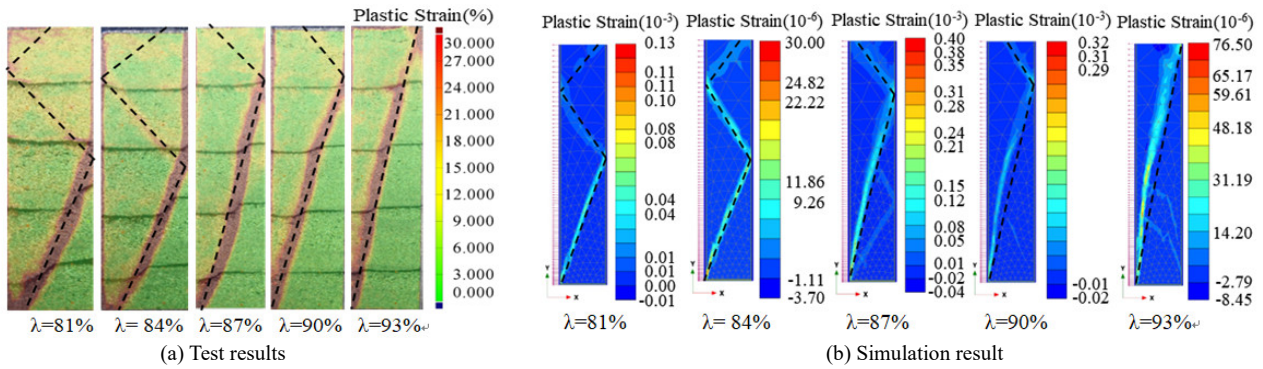 Plastic Strain(%)
30.000
27.000
24.000
21.000
18.000
15.000
12.000
9.000
6.000
3.000
0.000
λ=81%
λ= 84%
λ=87%
λ=90%
λ=93%↵
(a) Test results
Plastic Strain(10-3)
0.13
0.11
0.11
0.10
0.08
0.08
0.04
0.04
0.01
0.01
0.00
-0.01
Y
X
λ=81%
Plastic Strain(10-6)
30.00
24.82
22.22
11.86
9.26
-1.11
-3.70
Y
X
λ= 84%
Plastic Strain(10-3)
0.40
0.38
0.35
0.31
0.28
0.24
0.21
0.15
0.12
0.08
0.05
-0.01
-0.02
-0.04
Y
X
λ=87%
Plastic Strain(10-3)
0.32
0.31
0.29
-0.01
-0.02
Y
X
λ=90%
Plastic Strain(10-6)
76.50
65.17
59.61
48.18
31.19
14.20
-2.79
-8.45
Y
X
λ=93%↵
(b) Simulation result